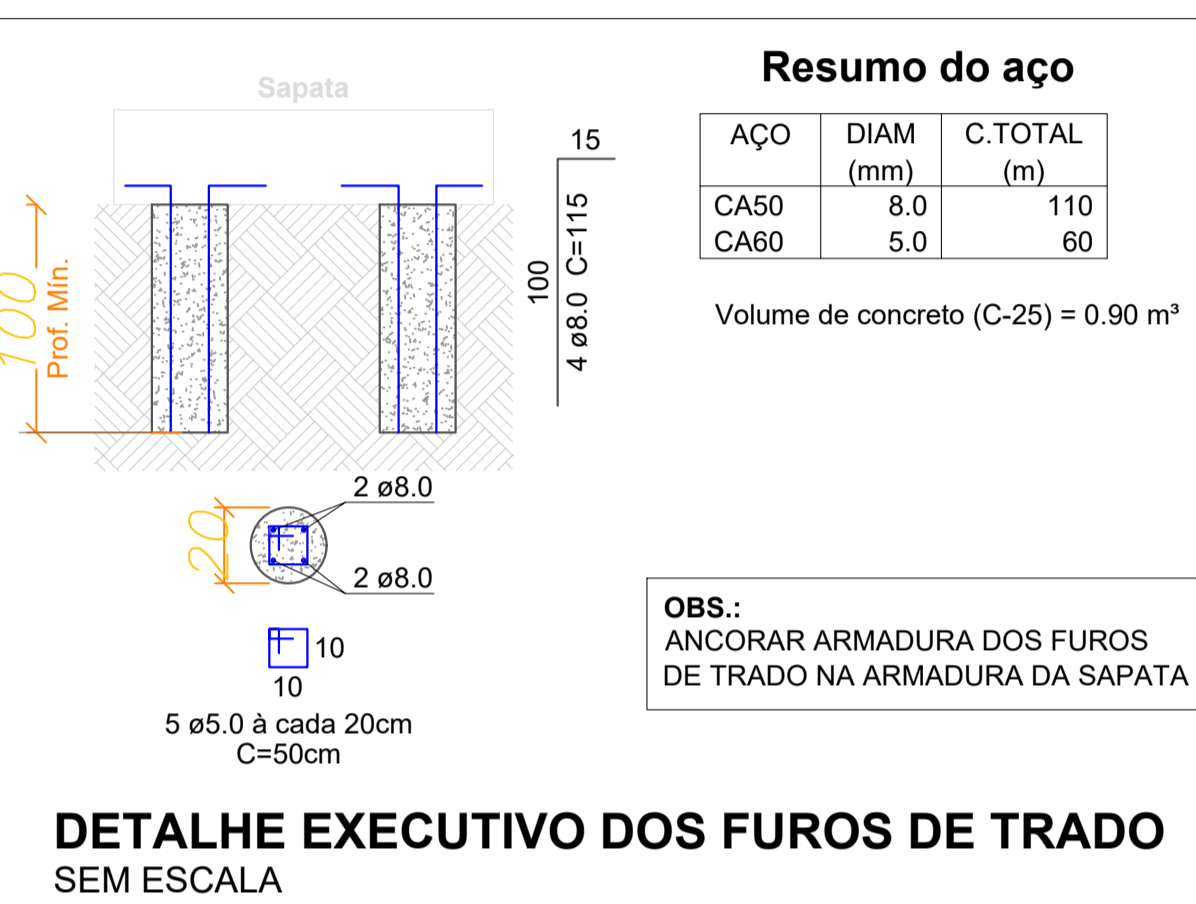 Sapata
100
Prof. Mín.
15
100
4 ø8.0 C=115
2 ø8.0
20
2 ø8.0
10
10
5 ø5.0 à cada 20cm
C=50cm
Resumo do aço
AÇO DIAM C.TOTAL
(mm) (m)
CA50 8.0 110
CA60 5.0 60
Volume de concreto (C-25) = 0.90 m³
OBS.:
ANCORAR ARMADURA DOS FUROS
DE TRADO NA ARMADURA DA SAPATA
DETALHE EXECUTIVO DOS FUROS DE TRADO
SEM ESCALA